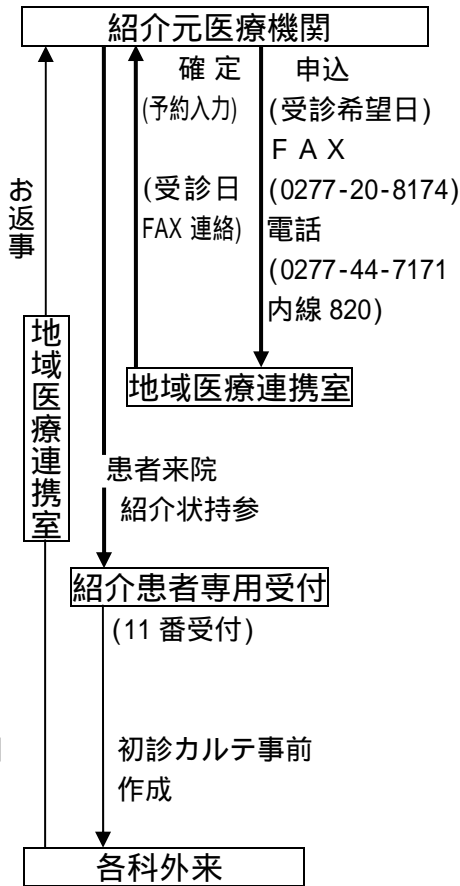 紹介元医療機関
確 定
(予約入力)
(受診日
FAX 連絡)
申込
(受診希望日)
ＦＡＸ
(0277-20-8174)
電話
(0277-44-7171
内線 820)
お返事
地域医療連携室
地域医療連携室
患者来院
紹介状持参
紹介患者専用受付
(11 番受付)
初診カルテ事前
作成
各科外来